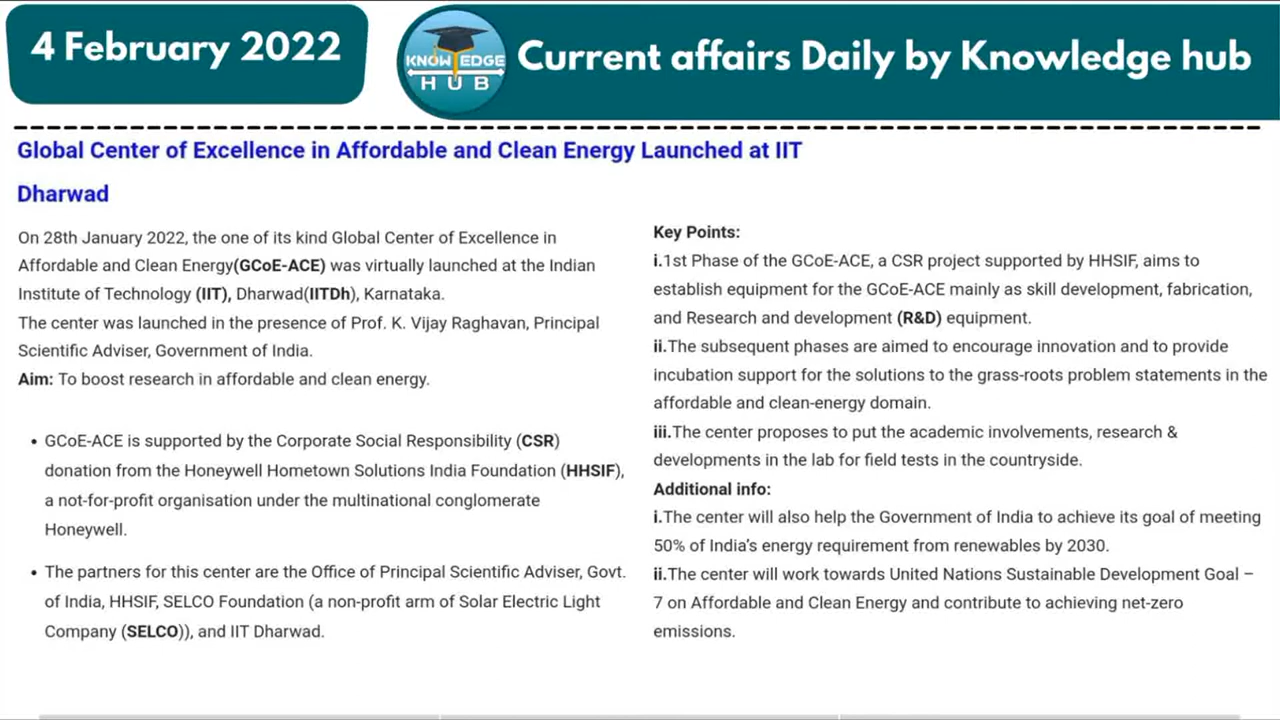 4 February 2022
KNOWLEDGE
HUB
Current affairs Daily by Knowledge hub
Global Center of Excellence in Affordable and Clean Energy Launched at IIT
Dharwad
On 28th January 2022, the one of its kind Global Center of Excellence in
Affordable and Clean Energy(GCoE-ACE) was virtually launched at the Indian
Institute of Technology (IIT), Dharwad(IITDh), Karnataka.
The center was launched in the presence of Prof. K. Vijay Raghavan, Principal
Scientific Adviser, Government of India.
Aim: To boost research in affordable and clean energy.
• GCoE-ACE is supported by the Corporate Social Responsibility (CSR)
donation from the Honeywell Hometown Solutions India Foundation (HHSIF),
a not-for-profit organisation under the multinational conglomerate
Honeywell.
• The partners for this center are the Office of Principal Scientific Adviser, Govt.
of India, HHSIF, SELCO Foundation (a non-profit arm of Solar Electric Light
Company (SELCO)), and IIT Dharwad.
Key Points:
i.1st Phase of the GCoE-ACE, a CSR project supported by HHSIF, aims to
establish equipment for the GCoE-ACE mainly as skill development, fabrication,
and Research and development (R&D) equipment.
ii.The subsequent phases are aimed to encourage innovation and to provide
incubation support for the solutions to the grass-roots problem statements in the
affordable and clean-energy domain.
iii.The center proposes to put the academic involvements, research &
developments in the lab for field tests in the countryside.
Additional info:
i.The center will also help the Government of India to achieve its goal of meeting
50% of India’s energy requirement from renewables by 2030.
ii.The center will work towards United Nations Sustainable Development Goal –
7 on Affordable and Clean Energy and contribute to achieving net-zero
emissions.